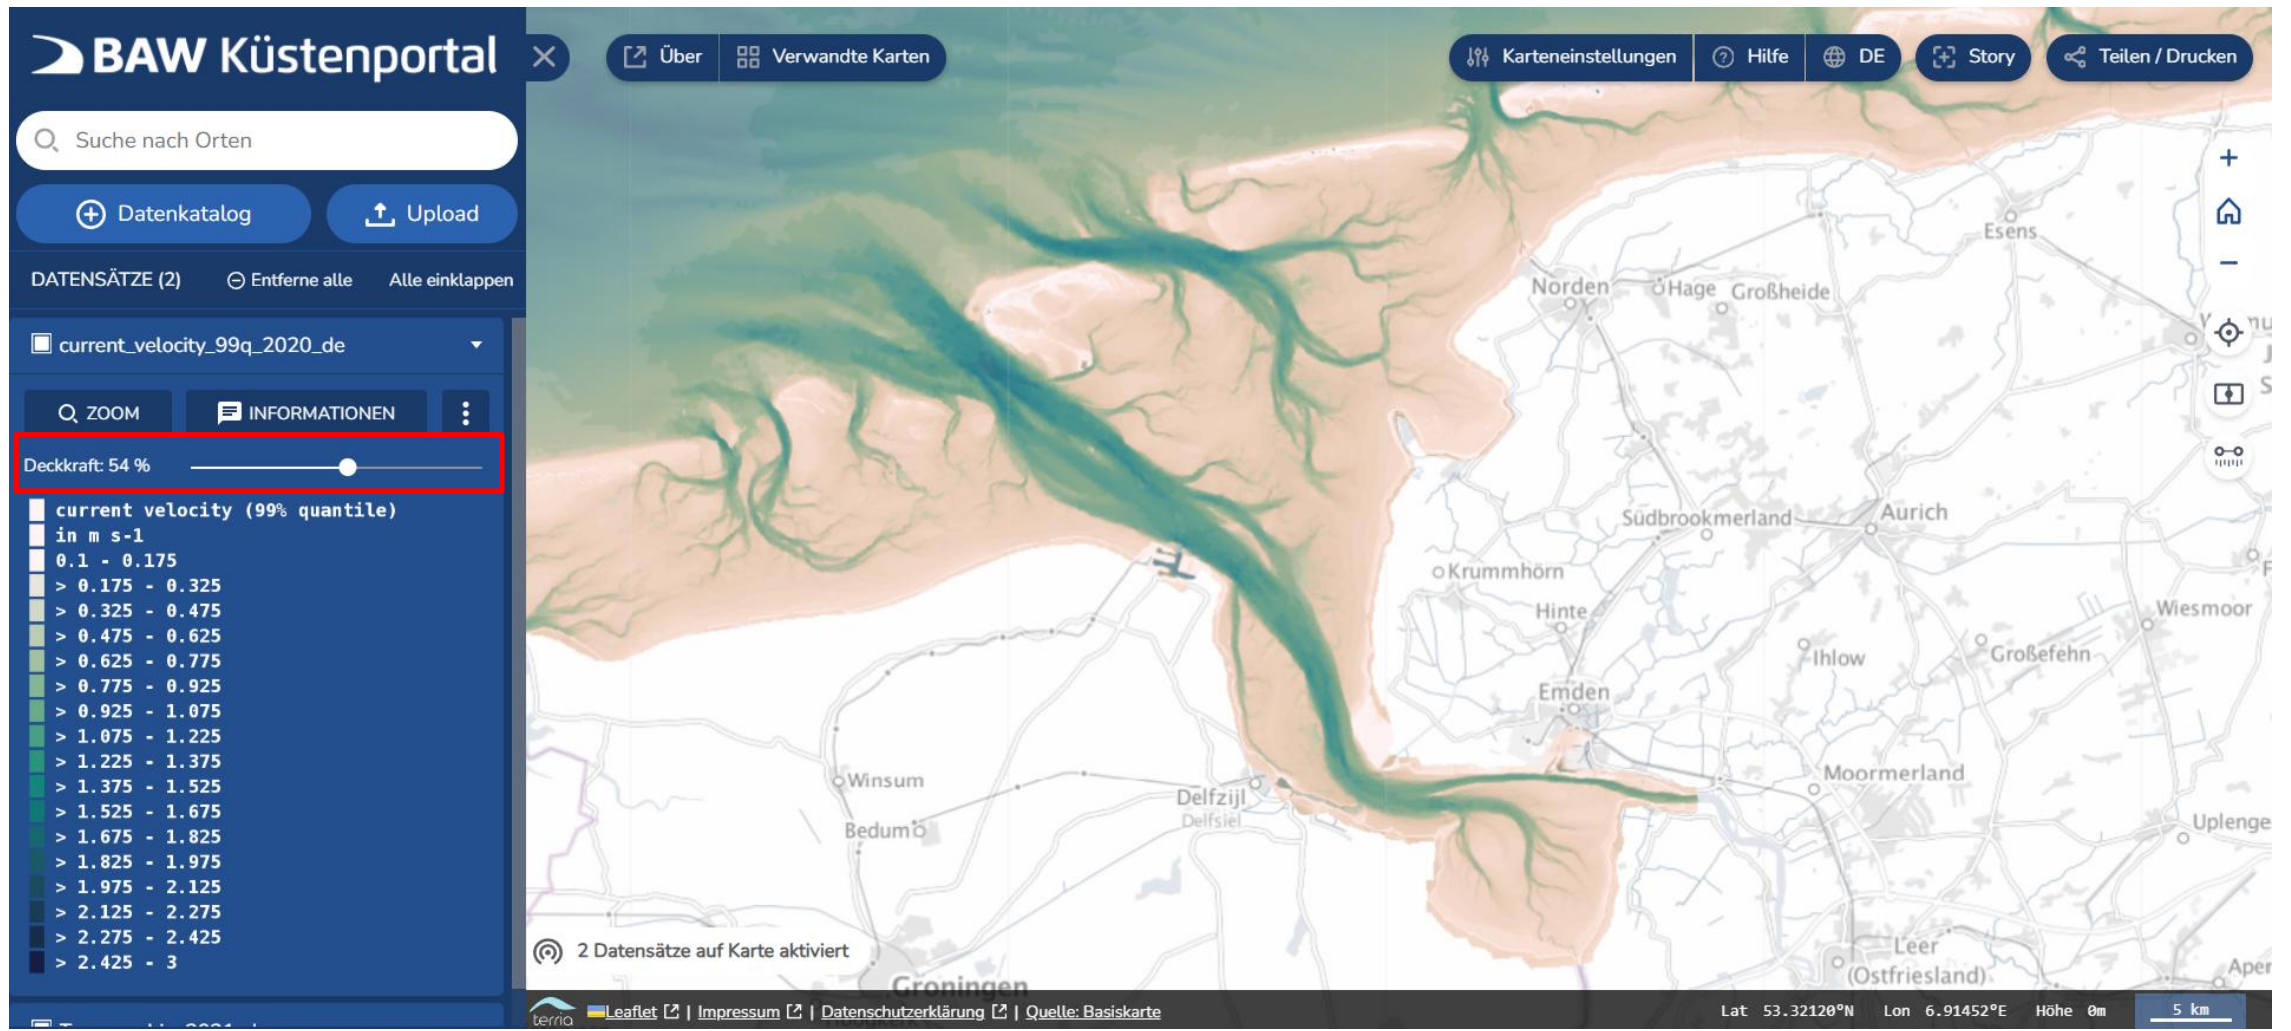 BAW Küstenportal
Über
Verwandte Karten
Karteneinstellungen
Hilfe
DE
Story
Teilen / Drucken
Suche nach Orten
Datenkatalog
Upload
DATENSÄTZE (2)
Entferne alle
Alle einklappen
current_velocity_99q_2020_de
ZOOM
INFORMATIONEN
Deckkraft: 54 %
current velocity (99% quantile)
in m s-1
0.1 - 0.175
> 0.175 - 0.325
> 0.325 - 0.475
> 0.475 - 0.625
> 0.625 - 0.775
> 0.775 - 0.925
> 0.925 - 1.075
> 1.075 - 1.225
> 1.225 - 1.375
> 1.375 - 1.525
> 1.525 - 1.675
> 1.675 - 1.825
> 1.825 - 1.975
> 1.975 - 2.125
> 2.125 - 2.275
> 2.275 - 2.425
> 2.425 - 3
Esens
Norden
Hage
Großheide
Südbrookmerland
Aurich
Krummhörn
Hinte
Wiesmoor
Ihlow
Großefehn
Emden
Winsum
Moormerland
Delfzijl
Delfsiel
Bedum
Uplenge
Leer
(Ostfriesland)
Aper
2 Datensätze auf Karte aktiviert
Groningen
terria
Leaflet | Impressum | Datenschutzerklärung | Quelle: Basiskarte
Lat 53.32120°N Lon 6.91452°E Höhe 0m
5 km